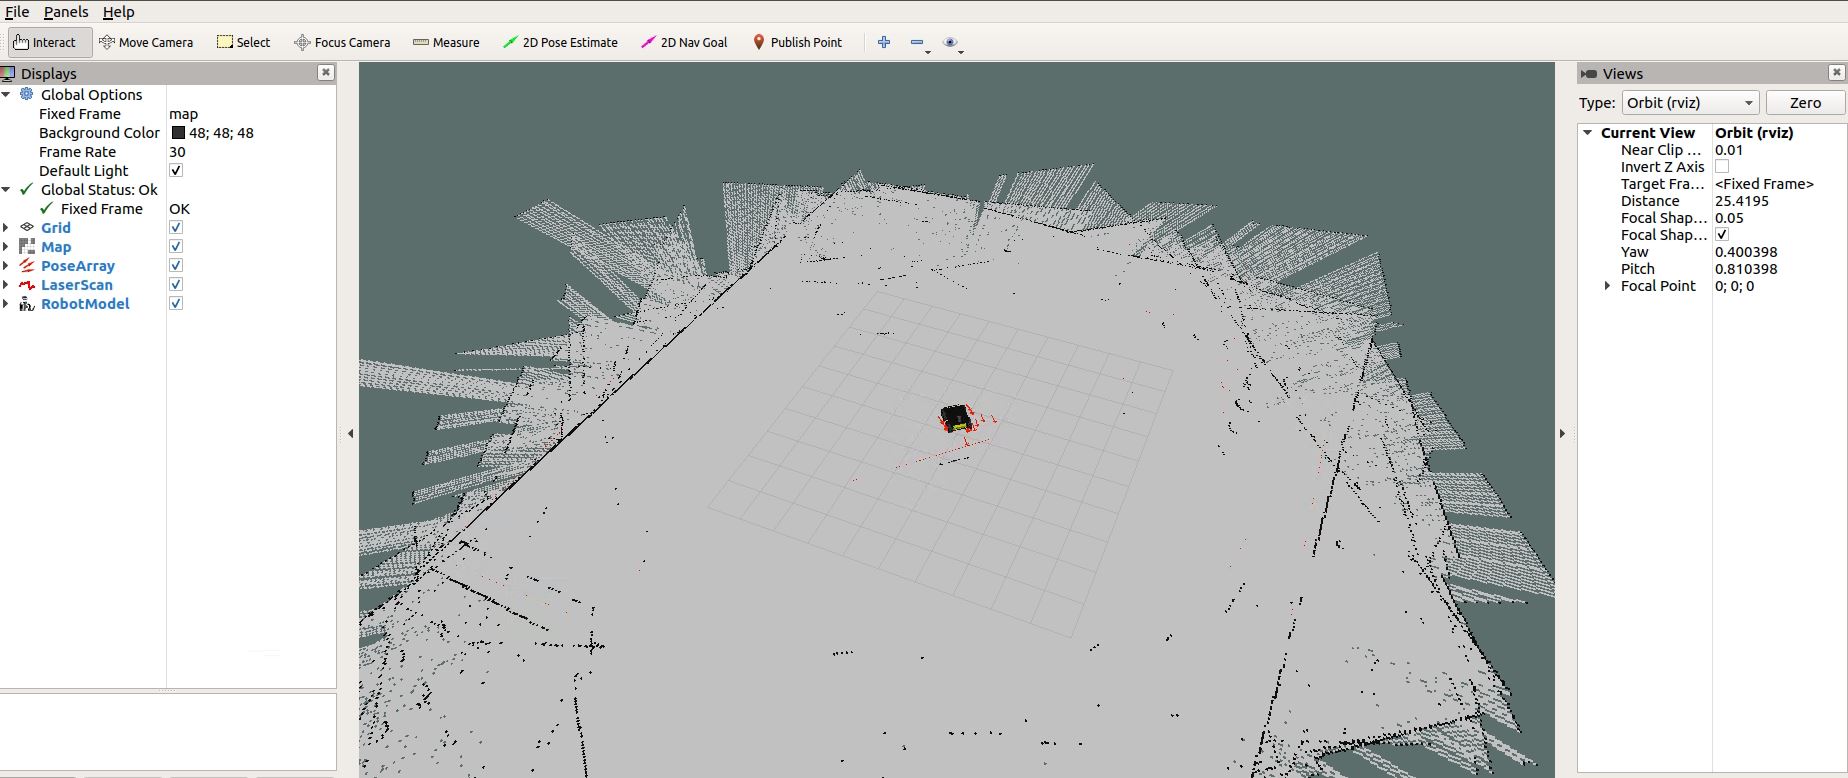 File Panels Help
Interact Move Camera Select Focus Camera Measure 2D Pose Estimate 2D Nav Goal Publish Point
Displays
Global Options
Fixed Frame map
Background Color 48; 48; 48
Frame Rate 30
Default Light
Global Status: Ok
Fixed Frame OK
Grid
Map
PoseArray
LaserScan
RobotModel
Views
Type: Orbit (rviz) Zero
Current View Orbit (rviz)
Near Clip ... 0.01
Invert Z Axis
Target Fra... <Fixed Frame>
Distance 25.4195
Focal Shap... 0.05
Focal Shap...
Yaw 0.400398
Pitch 0.810398
Focal Point 0; 0; 0